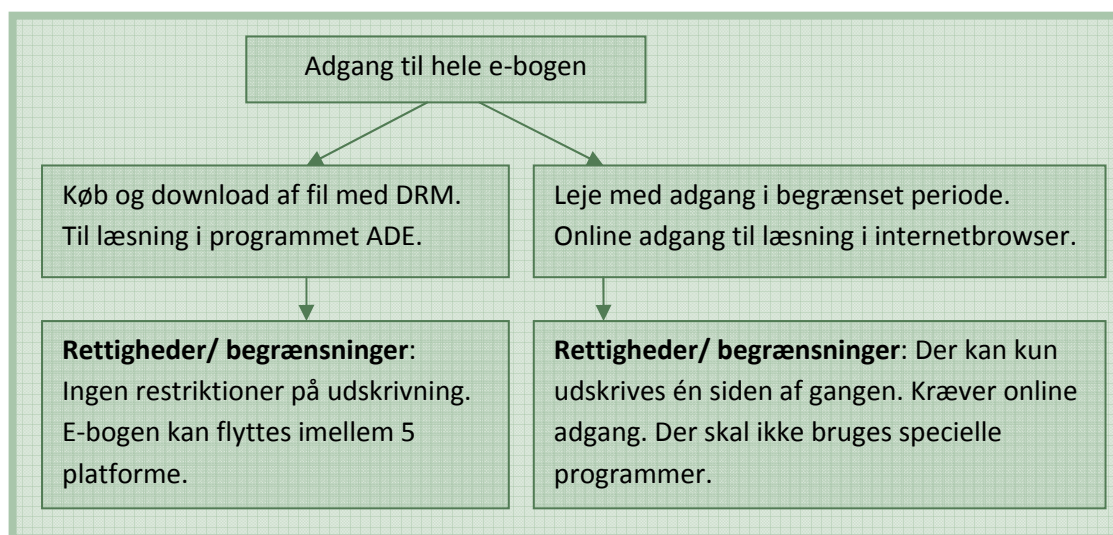 Adgang til hele e-bogen
Køb og download af fil med DRM.
Til læsning i programmet ADE.
Leje med adgang i begrænset periode.
Online adgang til læsning i internetbrowser.
Rettigheder/ begrænsninger:
Ingen restriktioner på udskrivning.
E-bogen kan flyttes imellem 5
platforme.
Rettigheder/ begrænsninger: Der kan kun
udskrives én siden af gangen. Kræver online
adgang. Der skal ikke bruges specielle
programmer.